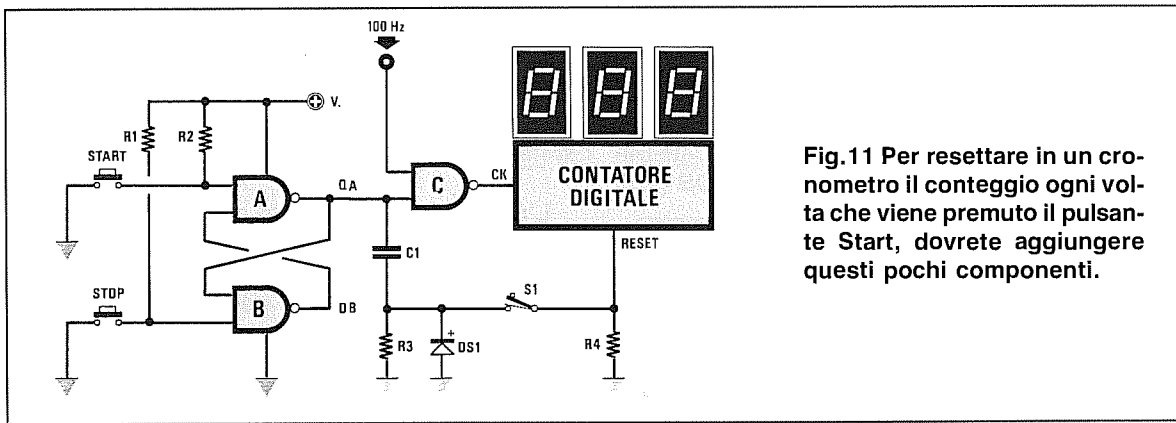 100 Hz
V.
R1
R2
START
A
QA
C
CK
CONTATORE
DIGITALE
RESET
C1
STOP
B
QB
S1
R3
DS1
R4
Fig.11 Per resettare in un cro-
nometro il conteggio ogni vol-
ta che viene premuto il pulsan-
te Start, dovrete aggiungere
questi pochi componenti.